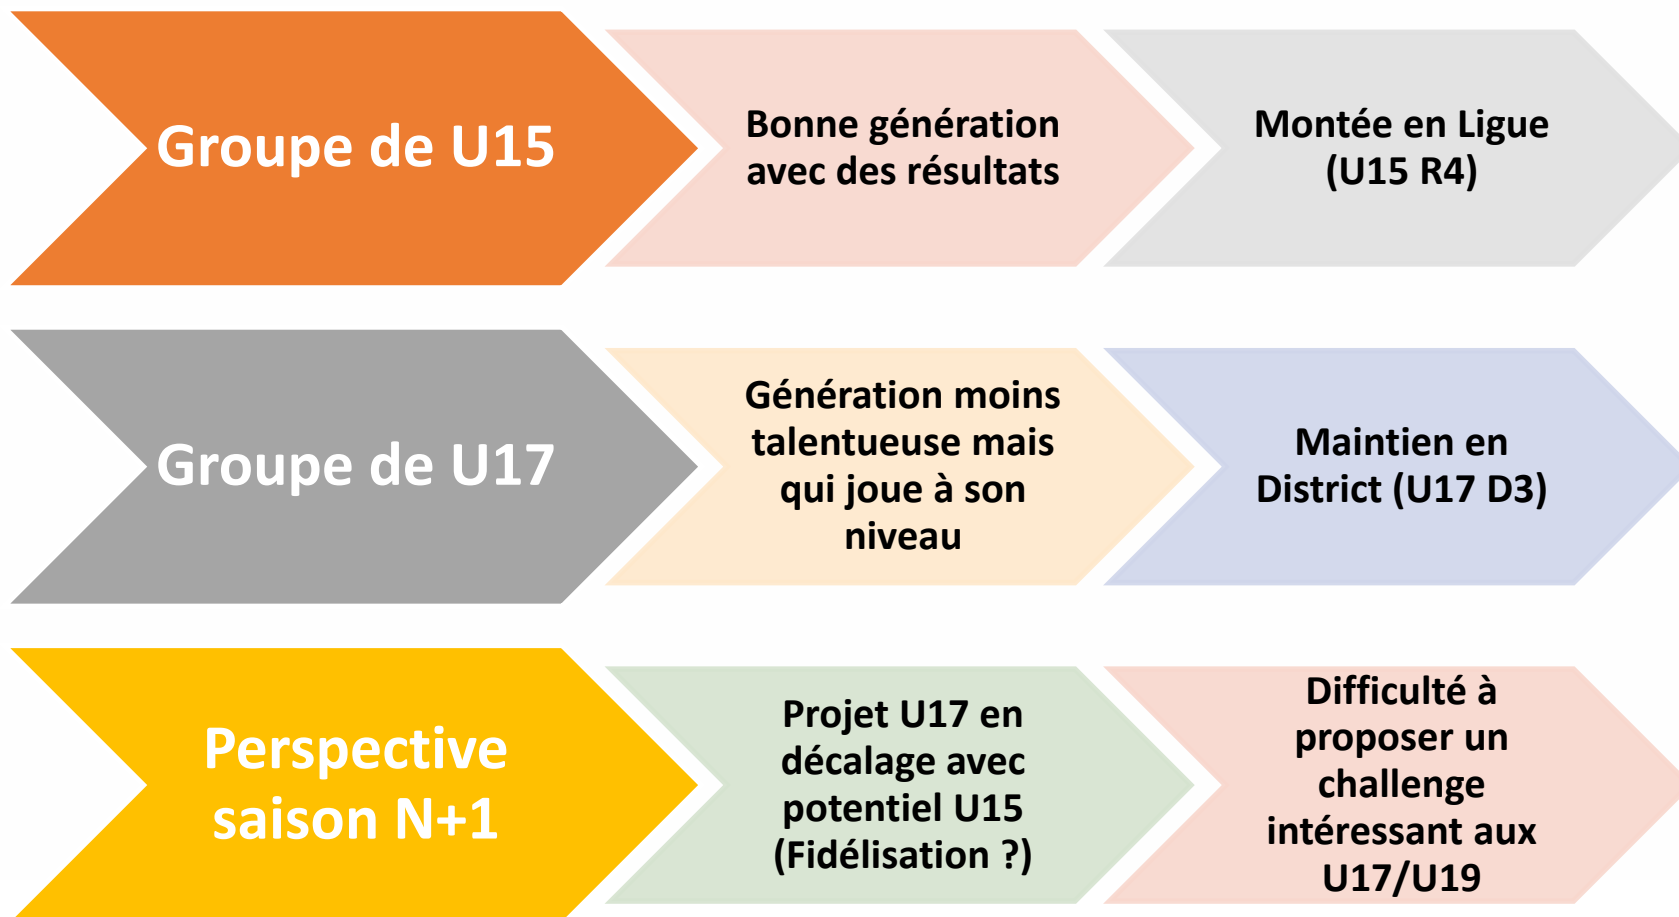 Groupe de U15
Bonne génération
avec des résultats
Montée en Ligue
(U15 R4)
Groupe de U17
Génération moins
talentueuse mais
qui joue à son
niveau
Maintien en
District (U17 D3)
Perspective
saison N+1
Projet U17 en
décalage avec
potentiel U15
(Fidélisation ?)
Difficulté à
proposer un
challenge
intéressant aux
U17/U19